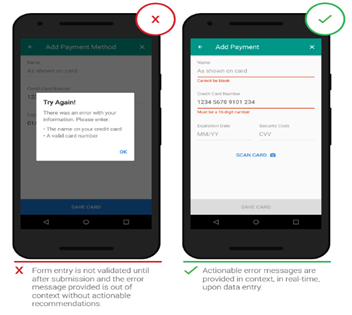 Add Payment Method
Name
As shown on card
Credit Card Number
Try Again!
There was an error with your
information. Please enter:
• The name on your credit card
• A valid card number
OK
SAVE CARD
Form entry is not validated until
after submission and the error
message provided is out of
context without actionable
recommendations.
Add Payment
Name
As shown on card
Cannot be blank
Credit Card Number
1234 5678 9101 234
Must be a 16-digit number
Expiration Date
Security Code
MM/YY
CVV
SCAN CARD
SAVE CARD
Actionable error messages are
provided in context, in real-time,
upon data entry.